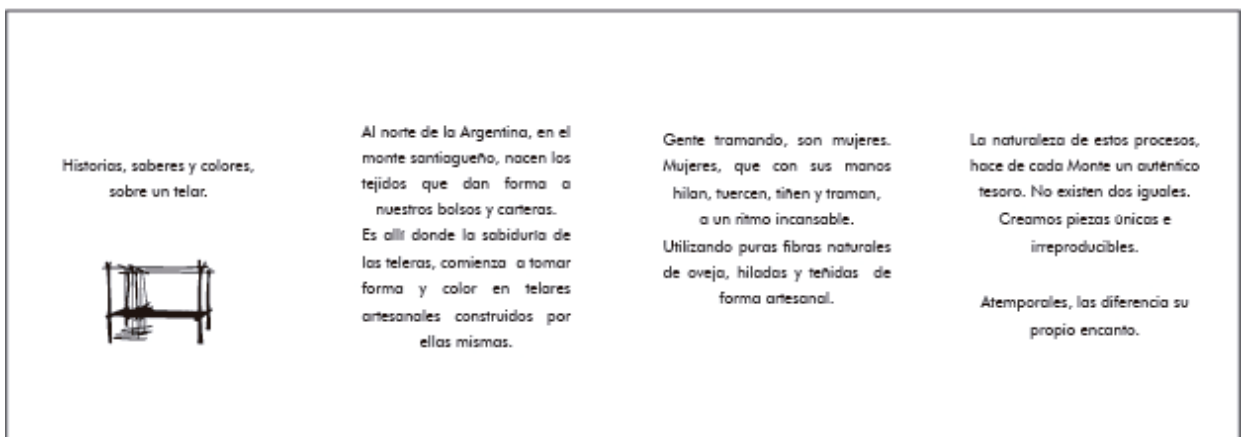 Historias, saberes y colores,
sobre un telar.
Al norte de la Argentina, en el
monte santiagueño, nacen los
tejidos que dan forma a
nuestros bolsos y carteras.
Es allí donde la sabiduría de
las teleras, comienza a tomar
forma y color en telares
artesanales construidos por
ellas mismas.
Gente tramando, son mujeres.
Mujeres, que con sus manos
hilan, tuercen, tiñen y traman,
a un ritmo incansable.
Utilizando puras fibras naturales
de oveja, hiladas y teñidas de
forma artesanal.
La naturaleza de estos procesos,
hace de cada Monte un auténtico
tesoro. No existen dos iguales.
Creamos piezas únicas e
irreproducibles.
Atemporales, las diferencia su
propio encanto.